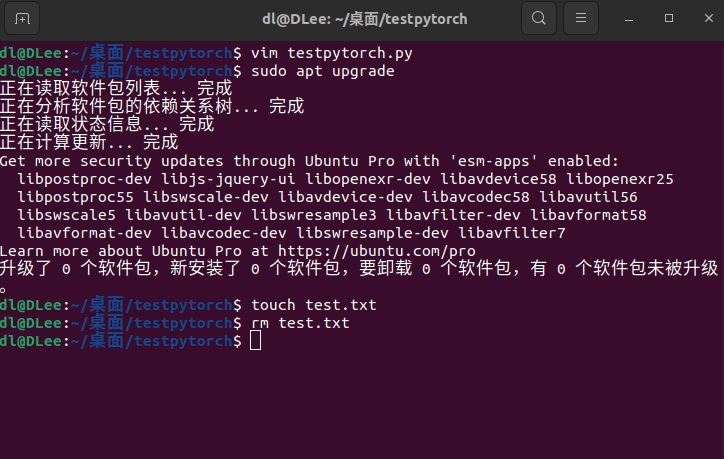 dl@DLee: ~/桌面/testpytorch
dl@DLee:~/桌面/testpytorch$ vim testpytorch.py
dl@DLee:~/桌面/testpytorch$ sudo apt upgrade
正在读取软件包列表... 完成
正在分析软件包的依赖关系树... 完成
正在读取状态信息... 完成
正在计算更新... 完成
Get more security updates through Ubuntu Pro with 'esm-apps' enabled:
  libpostproc-dev libjs-jquery-ui libopenexr-dev libavdevice58 libopenexr25
  libpostproc55 libswscale-dev libavdevice-dev libavcodec58 libavutil56
  libswscale5 libavutil-dev libswresample3 libavfilter-dev libavformat58
  libavformat-dev libavcodec-dev libswresample-dev libavfilter7
Learn more about Ubuntu Pro at https://ubuntu.com/pro
升级了 0 个软件包，新安装了 0 个软件包，要卸载 0 个软件包，有 0 个软件包未被升级
。
dl@DLee:~/桌面/testpytorch$ touch test.txt
dl@DLee:~/桌面/testpytorch$ rm test.txt
dl@DLee:~/桌面/testpytorch$